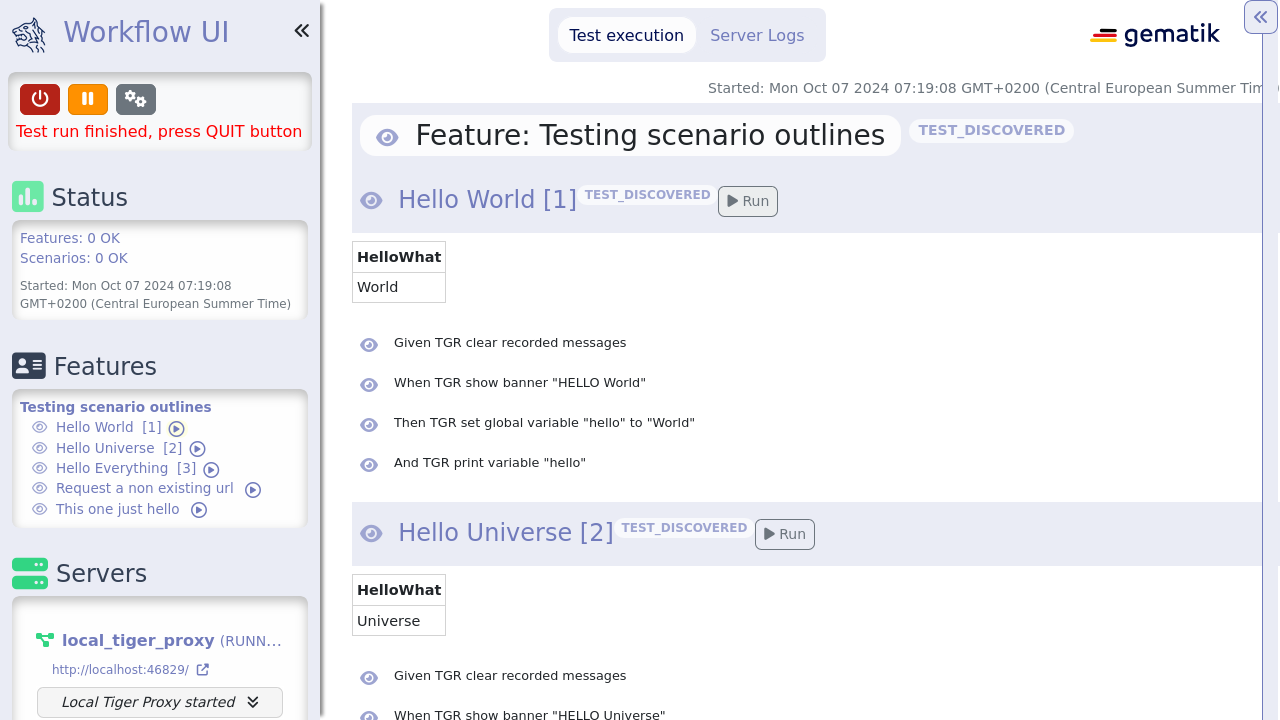 Workflow UI
Test run finished, press QUIT button
Status
Features: 0 OK
Scenarios: 0 OK
Started: Mon Oct 07 2024 07:19:08
GMT+0200 (Central European Summer Time)
Features
Testing scenario outlines
Hello World [1]
Hello Universe [2]
Hello Everything [3]
Request a non existing url
This one just hello
Servers
local_tiger_proxy (RUNN...
http://localhost:46829/
Local Tiger Proxy started
Test execution
Server Logs
gematik
Started: Mon Oct 07 2024 07:19:08 GMT+0200 (Central European Summer Tim
Feature: Testing scenario outlines TEST_DISCOVERED
Hello World [1] TEST_DISCOVERED Run
HelloWhat
World
Given TGR clear recorded messages
When TGR show banner "HELLO World"
Then TGR set global variable "hello" to "World"
And TGR print variable "hello"
Hello Universe [2] TEST_DISCOVERED Run
HelloWhat
Universe
Given TGR clear recorded messages
When TGR show banner "HELLO Universe"